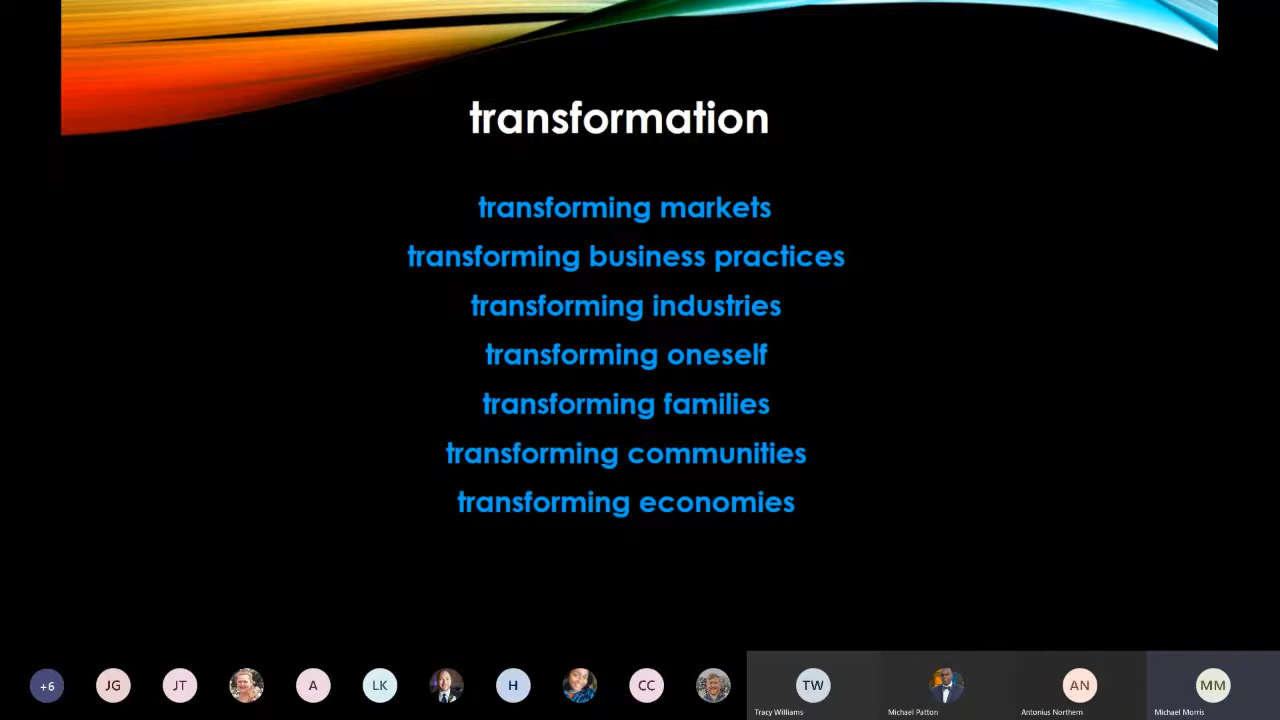 transformation
transforming markets
transforming business practices
transforming industries
transforming oneself
transforming families
transforming communities
transforming economies
+6
JG
JT
A
LK
H
CC
TW
AN
MM
Tracy Williams
Michael Patton
Antonius Northern
Michael Morris